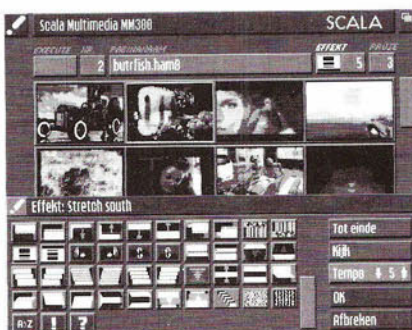 Scala Multimedia MM300 SCALA
EXECUTE NR PAGINANAAM EFFEKT PAUZE
2 butrfish.ham8 5 3
Effekt: Stretch south
Tot einde
Kijk
Tempo 5
OK
A>Z ! ? Afbreken